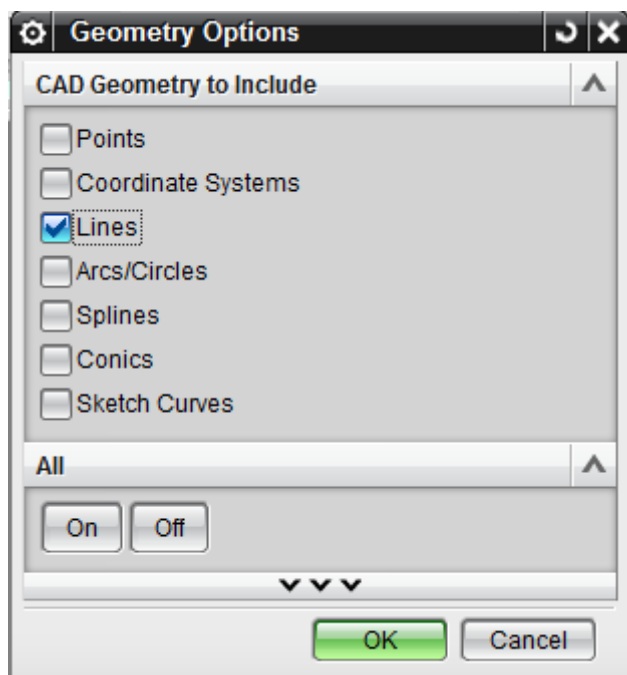 Geometry Options
CAD Geometry to Include
Points
Coordinate Systems
Lines
Arcs/Circles
Splines
Conics
Sketch Curves
All
On Off
OK Cancel